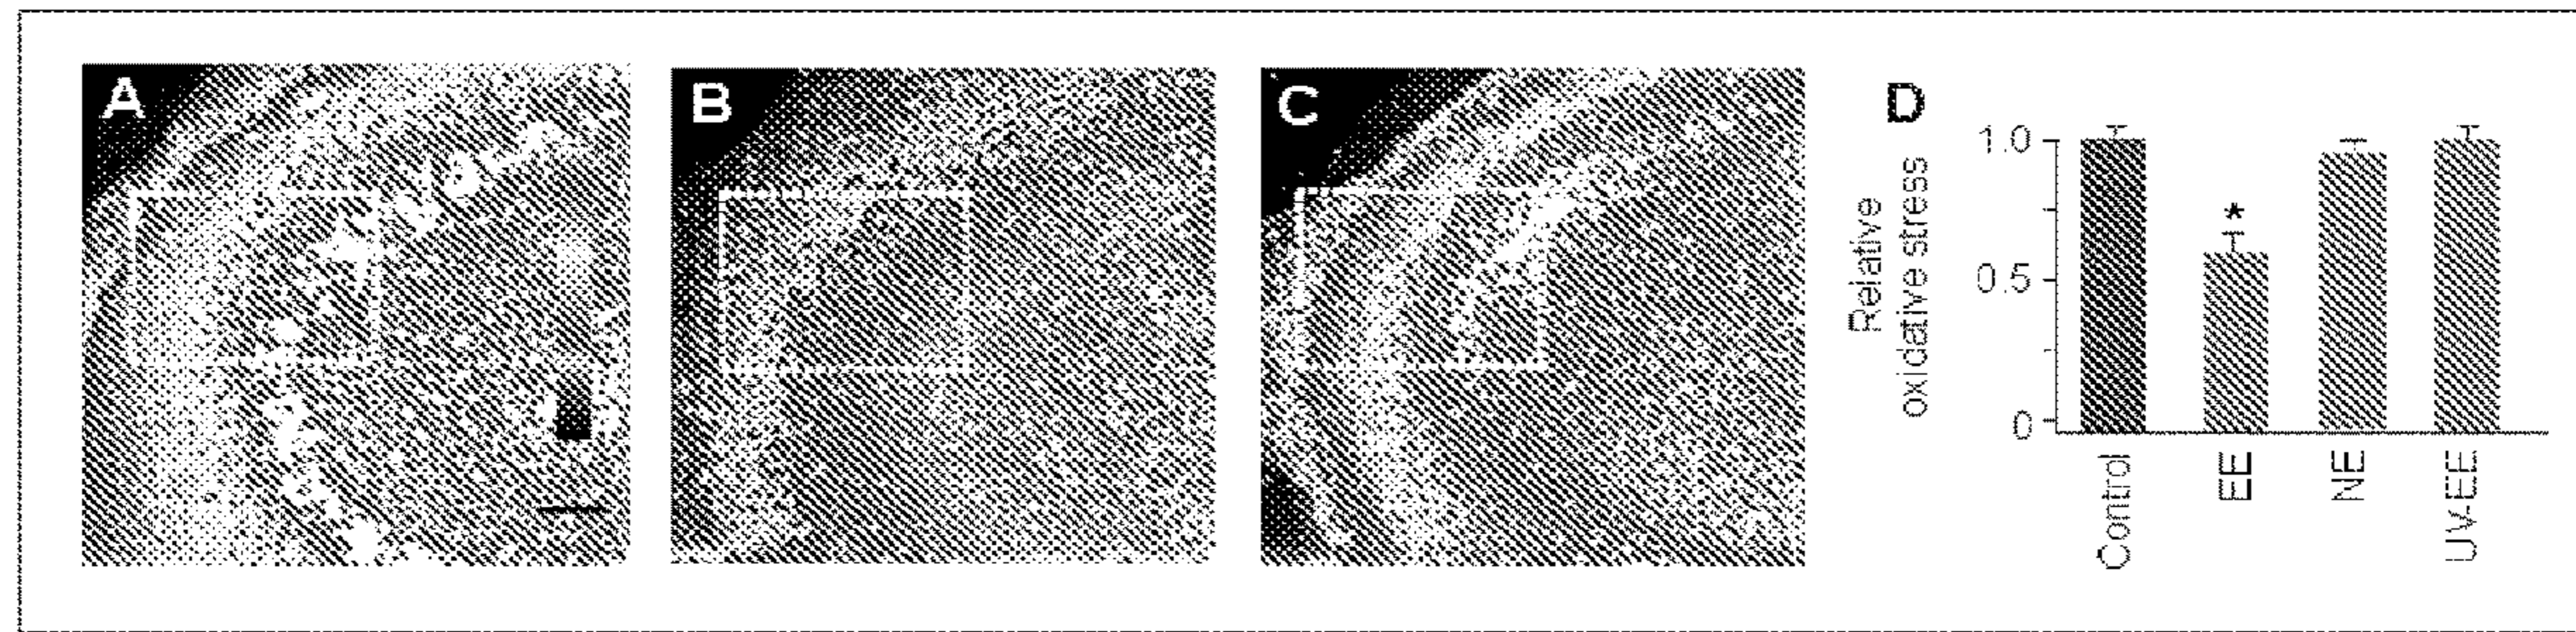 A
B
C
D
Relative
oxidative stress
1.0
0.5
0
*
Control
EE
NE
UV-EE